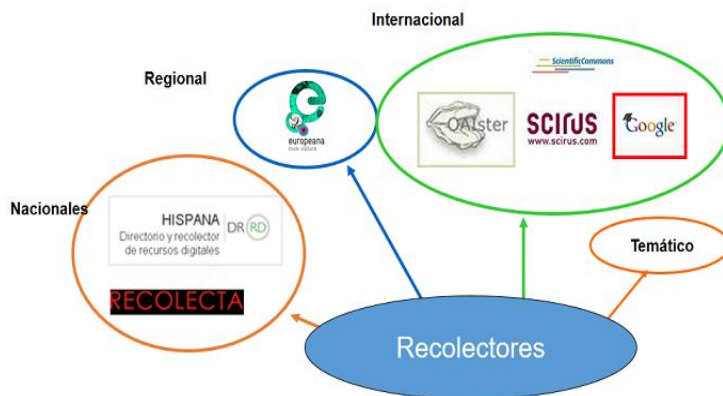 Internacional
ScientificCommons
Regional
europeana
OAIster
SCIRUS
www.scirus.com
Google
Nacionales
HISPANA
Directorio y recolector
de recursos digitales
DR RD
RECOLECTA
Temático
Recolectores